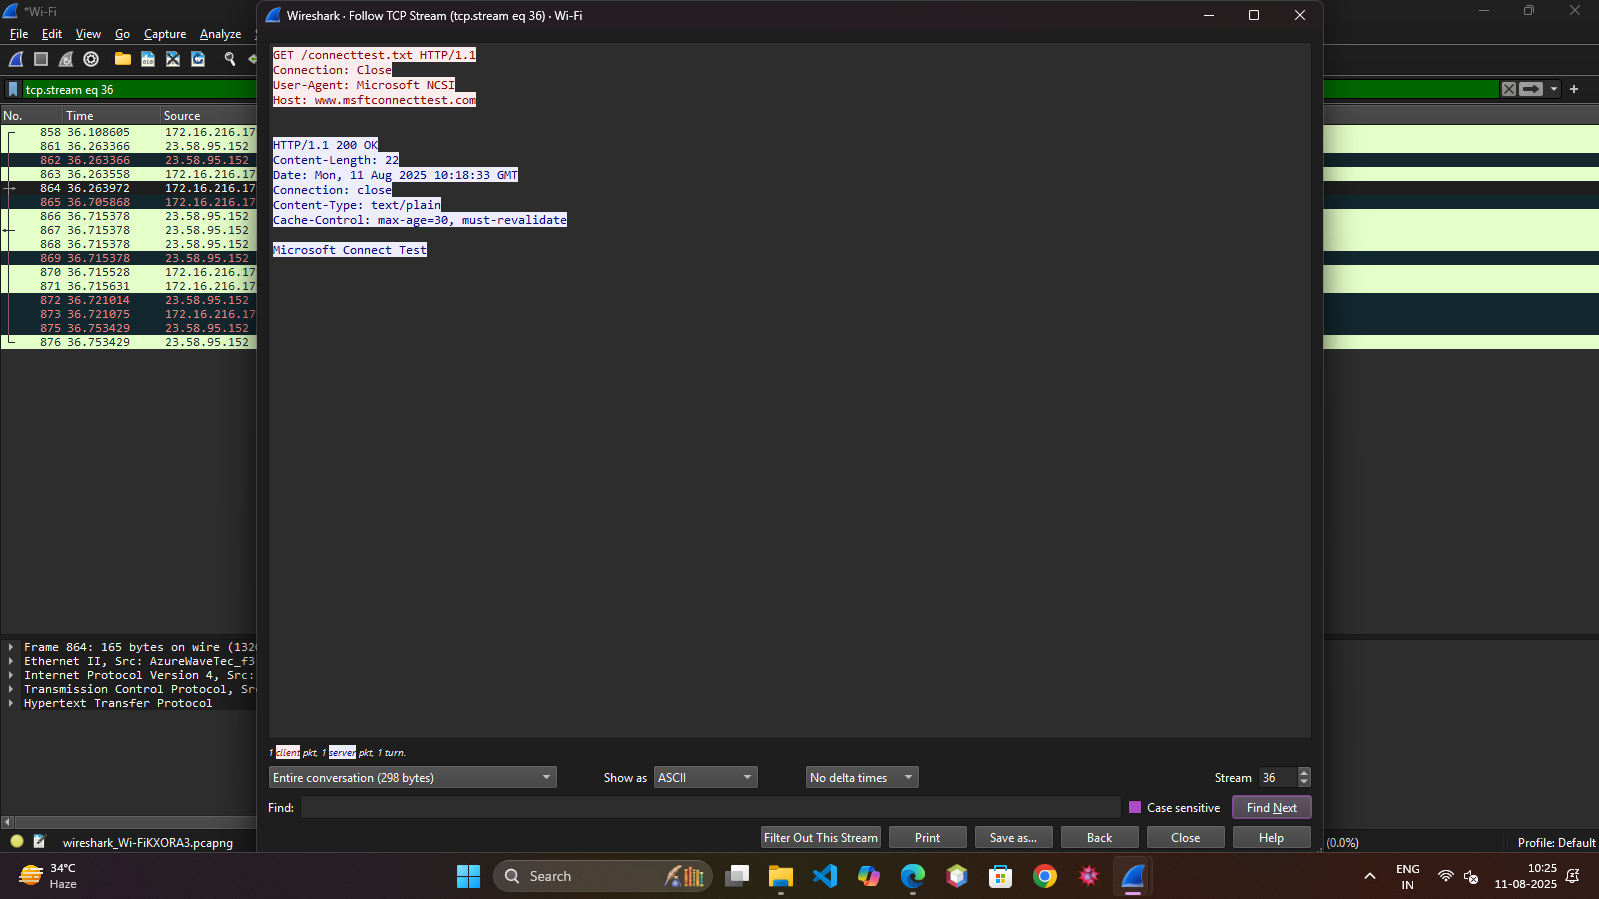 *Wi-Fi
File Edit View Go Capture Analyze
tcp.stream eq 36
No. Time Source
858 36.108605 172.16.216.17
861 36.263366 23.58.95.152
862 36.263366 23.58.95.152
863 36.263558 172.16.216.17
864 36.263972 172.16.216.17
865 36.705868 172.16.216.17
866 36.715378 23.58.95.152
867 36.715378 23.58.95.152
868 36.715378 23.58.95.152
869 36.715378 23.58.95.152
870 36.715528 172.16.216.17
871 36.715631 172.16.216.17
872 36.721014 23.58.95.152
873 36.721075 172.16.216.17
875 36.753429 23.58.95.152
876 36.753429 23.58.95.152
Frame 864: 165 bytes on wire (132
Ethernet II, Src: AzureWaveTec_f3
Internet Protocol Version 4, Src:
Transmission Control Protocol, Sr
Hypertext Transfer Protocol
wireshark_Wi-FiKXORA3.pcapng
Wireshark · Follow TCP Stream (tcp.stream eq 36) · Wi-Fi
GET /connecttest.txt HTTP/1.1
Connection: Close
User-Agent: Microsoft NCSI
Host: www.msftconnecttest.com
HTTP/1.1 200 OK
Content-Length: 22
Date: Mon, 11 Aug 2025 10:18:33 GMT
Connection: close
Content-Type: text/plain
Cache-Control: max-age=30, must-revalidate
Microsoft Connect Test
1 client pkt, 1 server pkt, 1 turn.
Entire conversation (298 bytes) Show as ASCII No delta times Stream 36
Find: Case sensitive Find Next
Filter Out This Stream Print Save as... Back Close Help
(0.0%) Profile: Default
34°C
Haze
Search
ENG
IN
10:25
11-08-2025